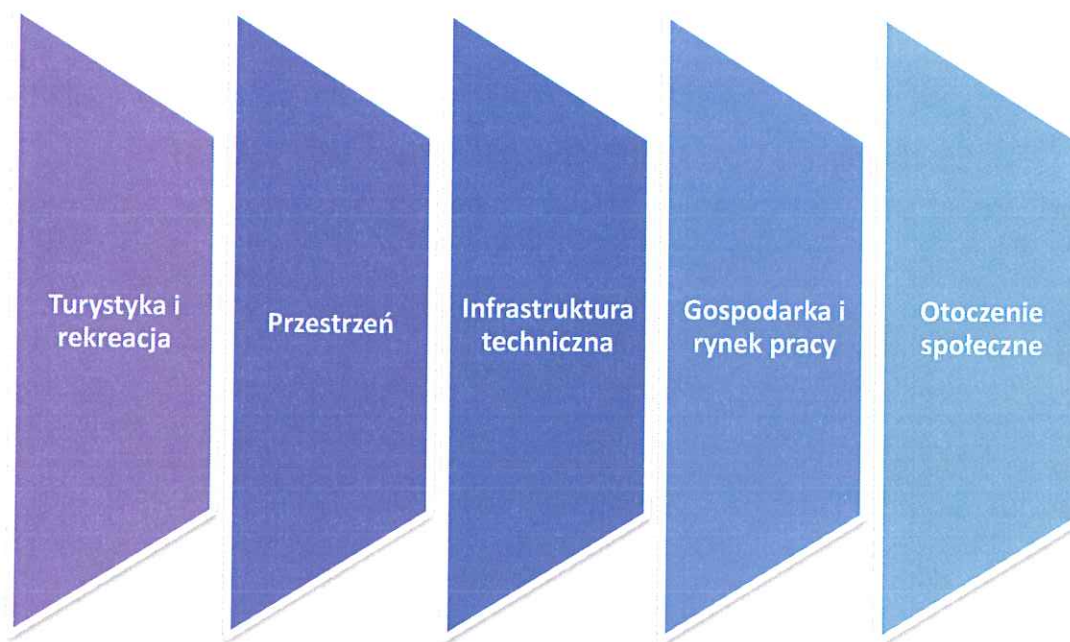 Turystyka i
rekreacja
Przestrzeń
Infrastruktura
techniczna
Gospodarka i
rynek pracy
Otoczenie
społeczne